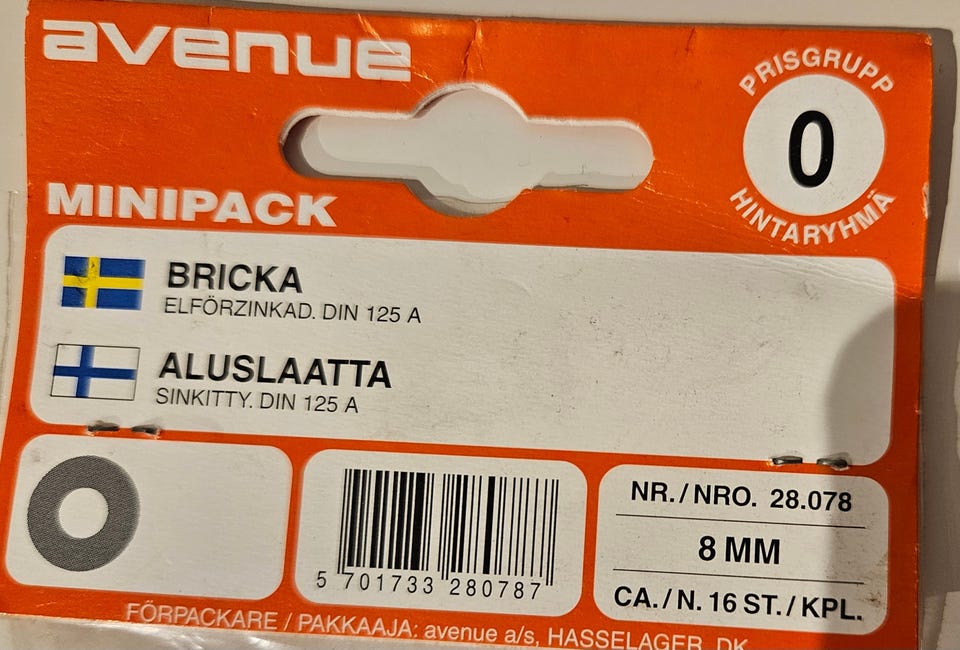 avenue
PRISGRUPP
0
HINTARYHMÄ
MINIPACK
BRICKA
ELFÖRZINKAD. DIN 125 A
ALUSLAATTA
SINKITTY. DIN 125 A
5 701733 280787
NR./NRO. 28.078
8 MM
CA./N. 16 ST./KPL.
FÖRPACKARE / PAKKAAJA: avenue a/s, HASSELAGER, DK